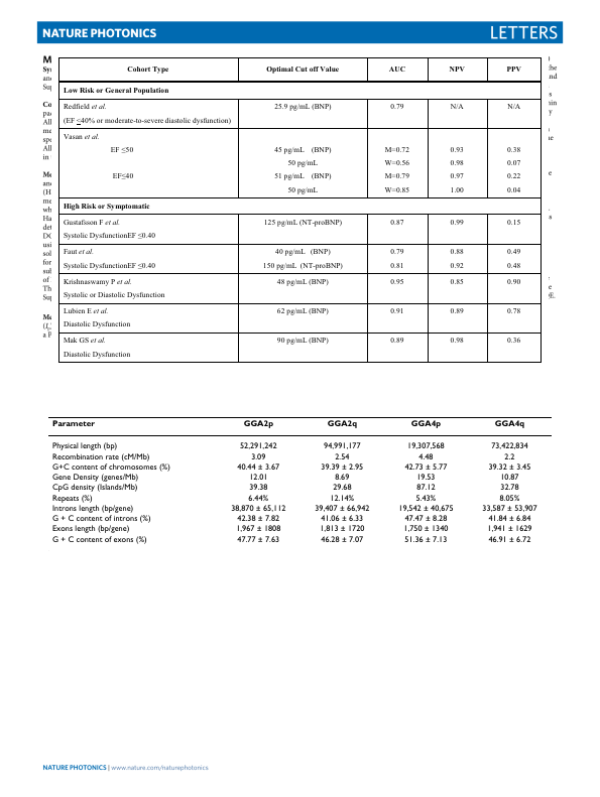 NATURE PHOTONICS LETTERS
Cohort Type Optimal Cut off Value AUC NPV PPV
Low Risk or General Population
Redfield et al. 25.9 pg/mL (BNP) 0.79 N/A N/A
(EF ≤40% or moderate-to-severe diastolic dysfunction)
Vasan et al.
EF ≤50 45 pg/mL (BNP) M=0.72 0.93 0.38
50 pg/mL W=0.56 0.98 0.07
EF≤40 51 pg/mL (BNP) M=0.79 0.97 0.22
50 pg/mL W=0.85 1.00 0.04
High Risk or Symptomatic
Gustafsson F et al. 125 pg/mL (NT-proBNP) 0.87 0.99 0.15
Systolic DysfunctionEF ≤0.40
Faut et al. 40 pg/mL (BNP) 0.79 0.88 0.49
Systolic DysfunctionEF ≤0.40 150 pg/mL (NT-proBNP) 0.81 0.92 0.48
Krishnaswamy P et al. 48 pg/mL (BNP) 0.95 0.85 0.90
Systolic or Diastolic Dysfunction
Lubien E et al. 62 pg/mL (BNP) 0.91 0.89 0.78
Diastolic Dysfunction
Mak GS et al. 90 pg/mL (BNP) 0.89 0.98 0.36
Diastolic Dysfunction
Parameter GGA2p GGA2q GGA4p GGA4q
Physical length (bp) 52,291,242 94,991,177 19,307,568 73,422,834
Recombination rate (cM/Mb) 3.09 2.54 4.48 2.2
G+C content of chromosomes (%) 40.44 ± 3.67 39.39 ± 2.95 42.73 ± 5.77 39.32 ± 3.45
Gene Density (genes/Mb) 12.01 8.69 19.53 10.87
CpG density (Islands/Mb) 39.38 29.68 87.12 32.78
Repeats (%) 6.44% 12.14% 5.43% 8.05%
Introns length (bp/gene) 38,870 ± 65,112 39,407 ± 66,942 19,542 ± 40,675 33,587 ± 53,907
G + C content of introns (%) 42.38 ± 7.82 41.06 ± 6.33 47.47 ± 8.28 41.84 ± 6.84
Exons length (bp/gene) 1,967 ± 1808 1,813 ± 1720 1,750 ± 1340 1,941 ± 1629
G + C content of exons (%) 47.77 ± 7.63 46.28 ± 7.07 51.36 ± 7.13 46.91 ± 6.72
NATURE PHOTONICS | www.nature.com/naturephotonics